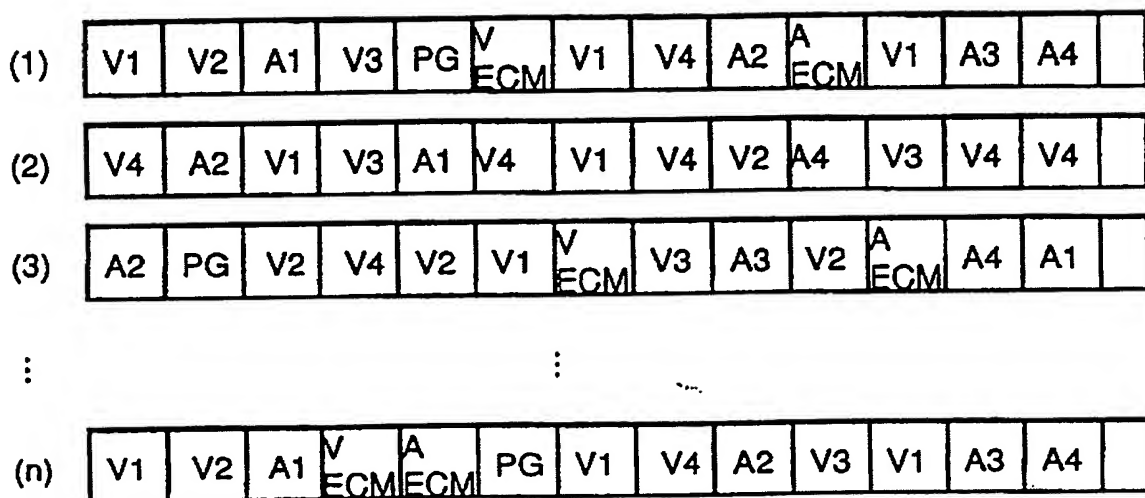 (1) V1 V2 A1 V3 PG V ECM V1 V4 A2 A ECM V1 A3 A4
(2) V4 A2 V1 V3 A1 V4 V1 V4 V2 A4 V3 V4 V4
(3) A2 PG V2 V4 V2 V1 V ECM V3 A3 V2 A ECM A4 A1
⋮ ⋮
(n) V1 V2 A1 V ECM A ECM PG V1 V4 A2 V3 V1 A3 A4